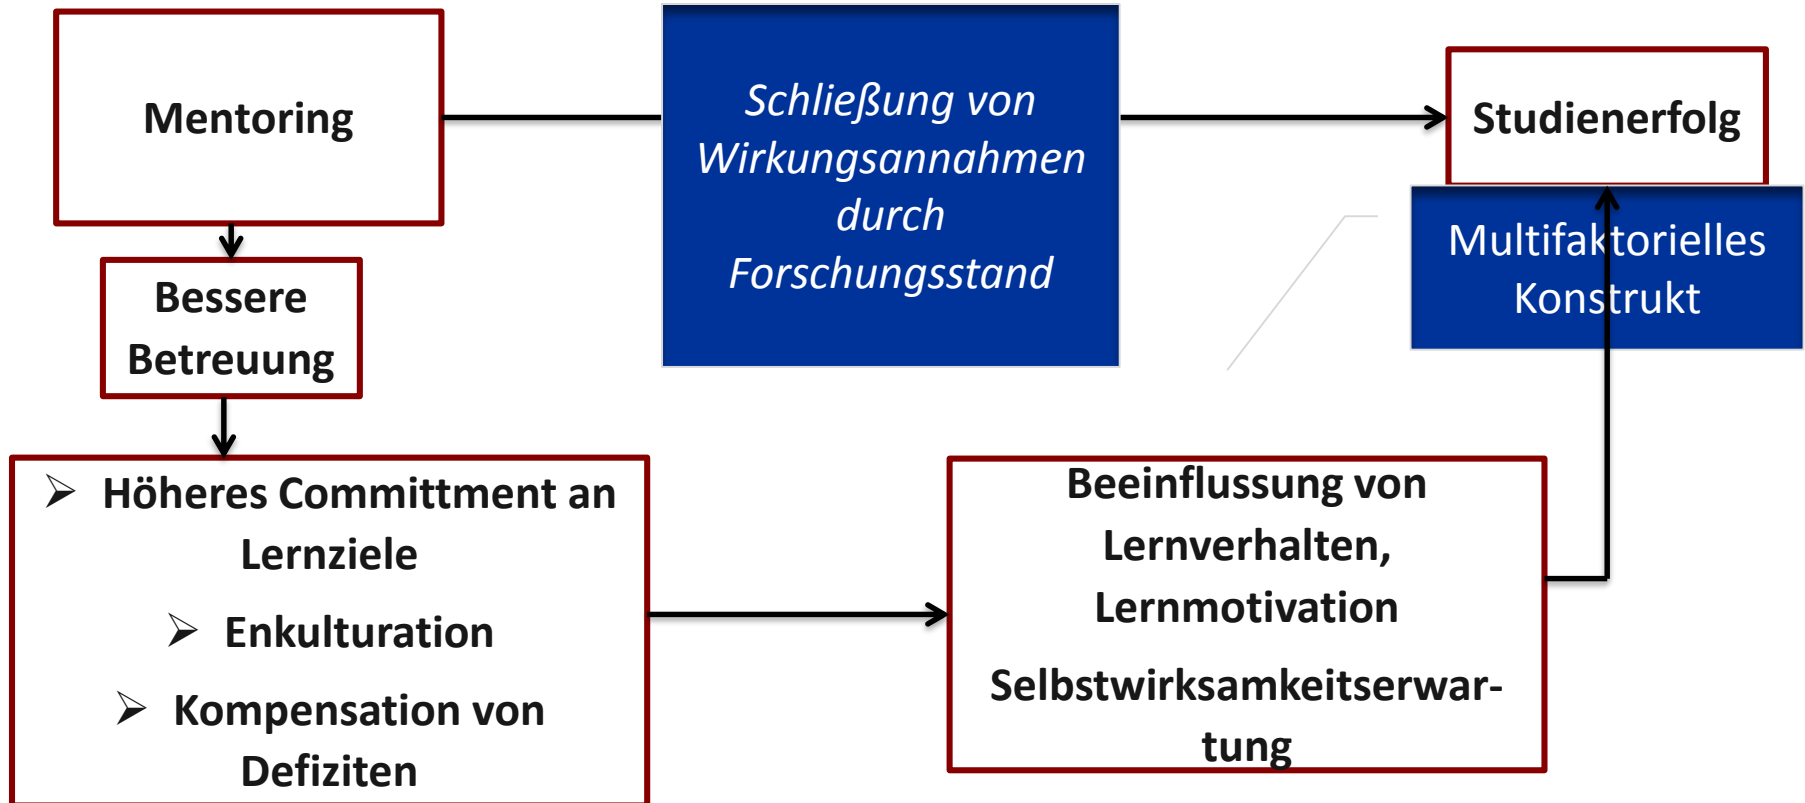 Mentoring
Schließung von
Wirkungsannahmen
durch
Forschungsstand
Studienerfolg
Multifaktorielles
Konstrukt
Bessere
Betreuung
➢ Höheres Committment an
Lernziele
➢ Enkulturation
➢ Kompensation von
Defiziten
Beeinflussung von
Lernverhalten,
Lernmotivation
Selbstwirksamkeitserwar-
tung